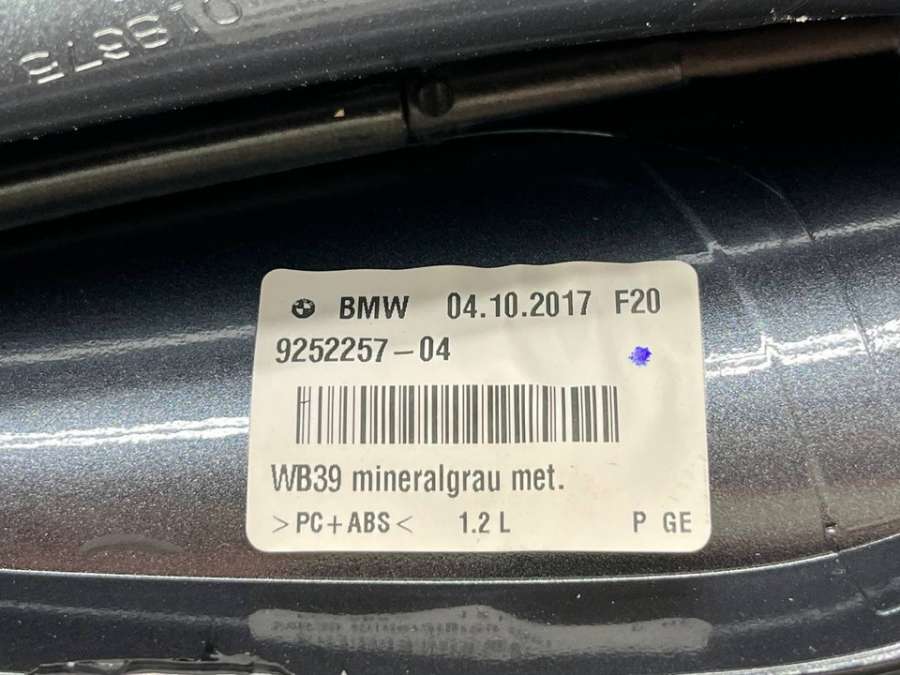 BMW 04.10.2017 F20
9252257-04
WB39 mineralgrau met.
>PC+ABS< 1.2 L P GE